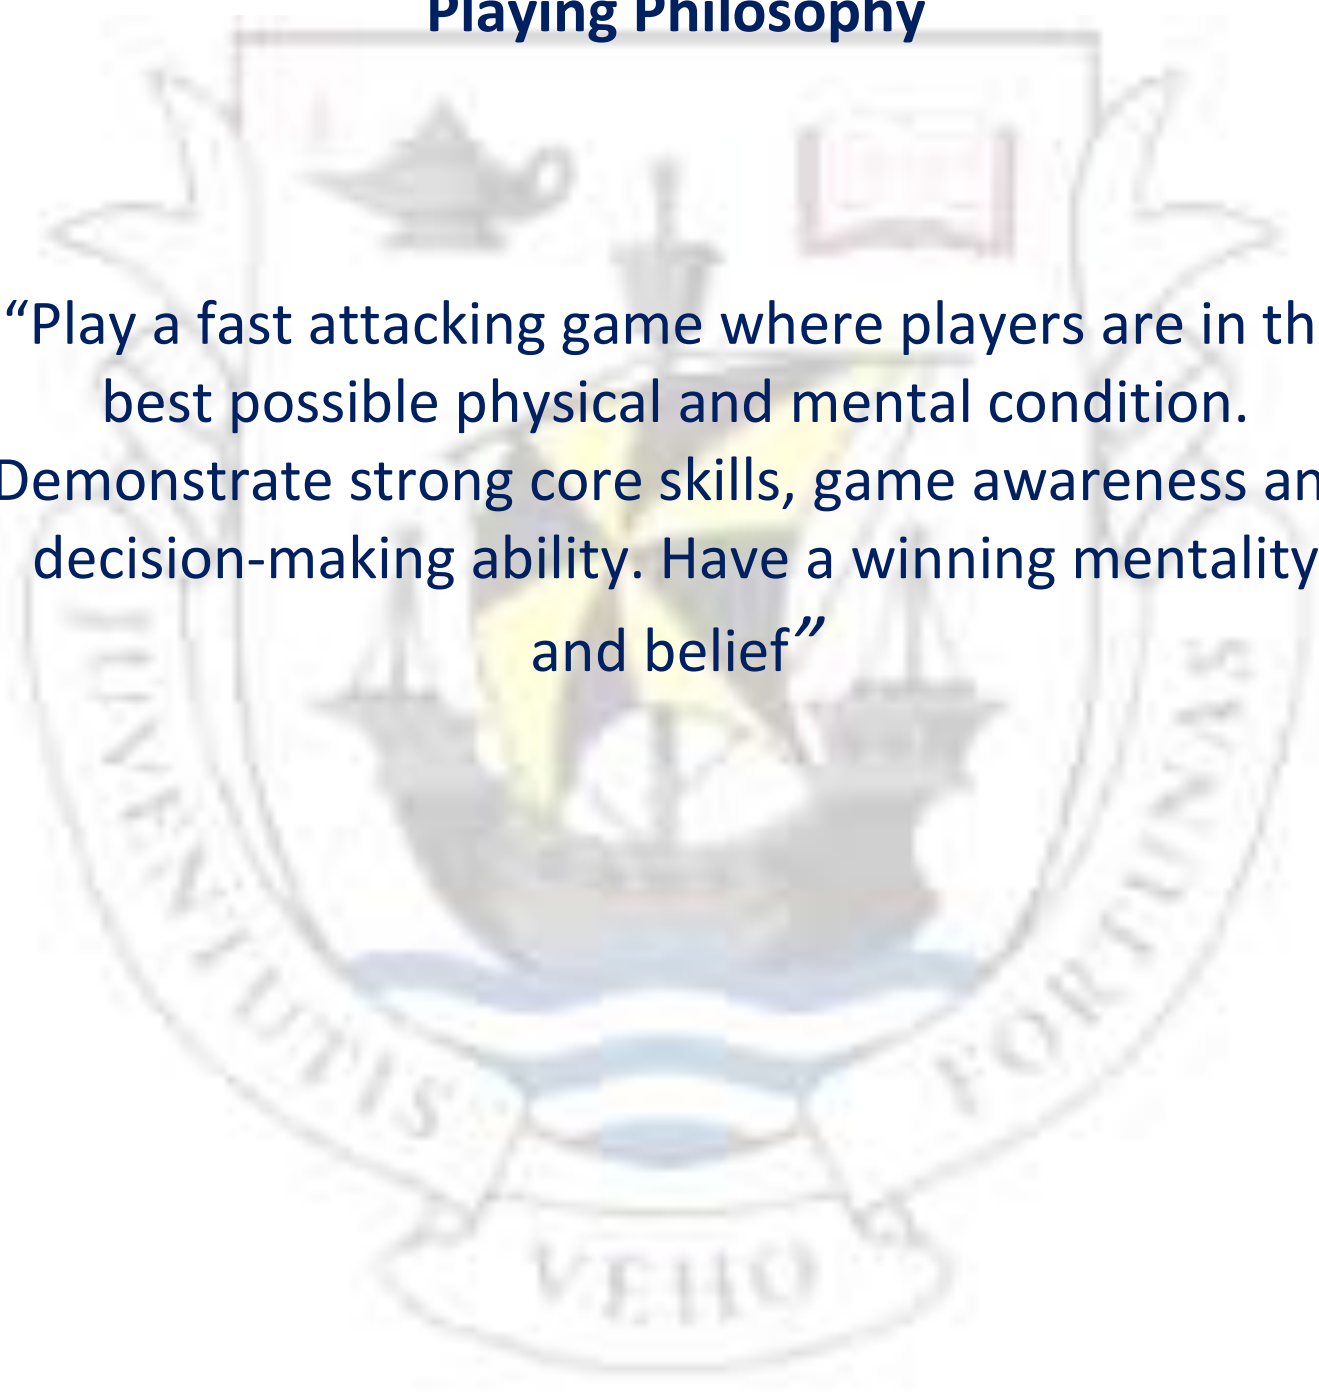 Playing Philosophy
“Play a fast attacking game where players are in th
best possible physical and mental condition.
Demonstrate strong core skills, game awareness an
decision-making ability. Have a winning mentality
and belief”
IUVENTUTIS
VEHO
FORTUNAS